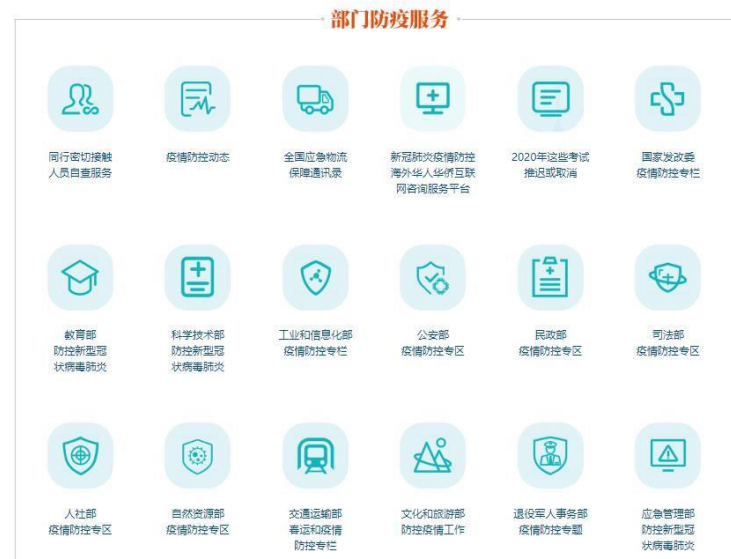 部门防疫服务
同行密切接触
人员自查服务
疫情防控动态
全国应急物流
保障通讯录
新冠肺炎疫情防控
海外华人华侨互联
网咨询服务平台
2020年这些考试
推迟或取消
国家发改委
疫情防控专栏
教育部
防控新型冠
状病毒肺炎
科学技术部
防控新型冠
状病毒肺炎
工业和信息化部
疫情防控专栏
公安部
疫情防控专区
民政部
疫情防控专区
司法部
疫情防控专区
人社部
疫情防控专区
自然资源部
疫情防控专区
交通运输部
春运和疫情
防控专栏
文化和旅游部
防控疫情工作
退役军人事务部
疫情防控专题
应急管理部
防控新型冠
状病毒肺炎